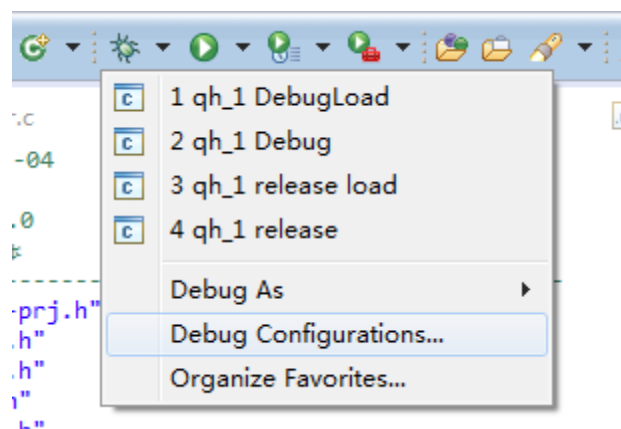 1 qh_1 DebugLoad
r.c
2 qh_1 Debug
-04
3 qh_1 release load
.0
4 qh_1 release
Debug As
-prj.h"
Debug Configurations...
.h"
.h"
Organize Favorites...
h"
.h"